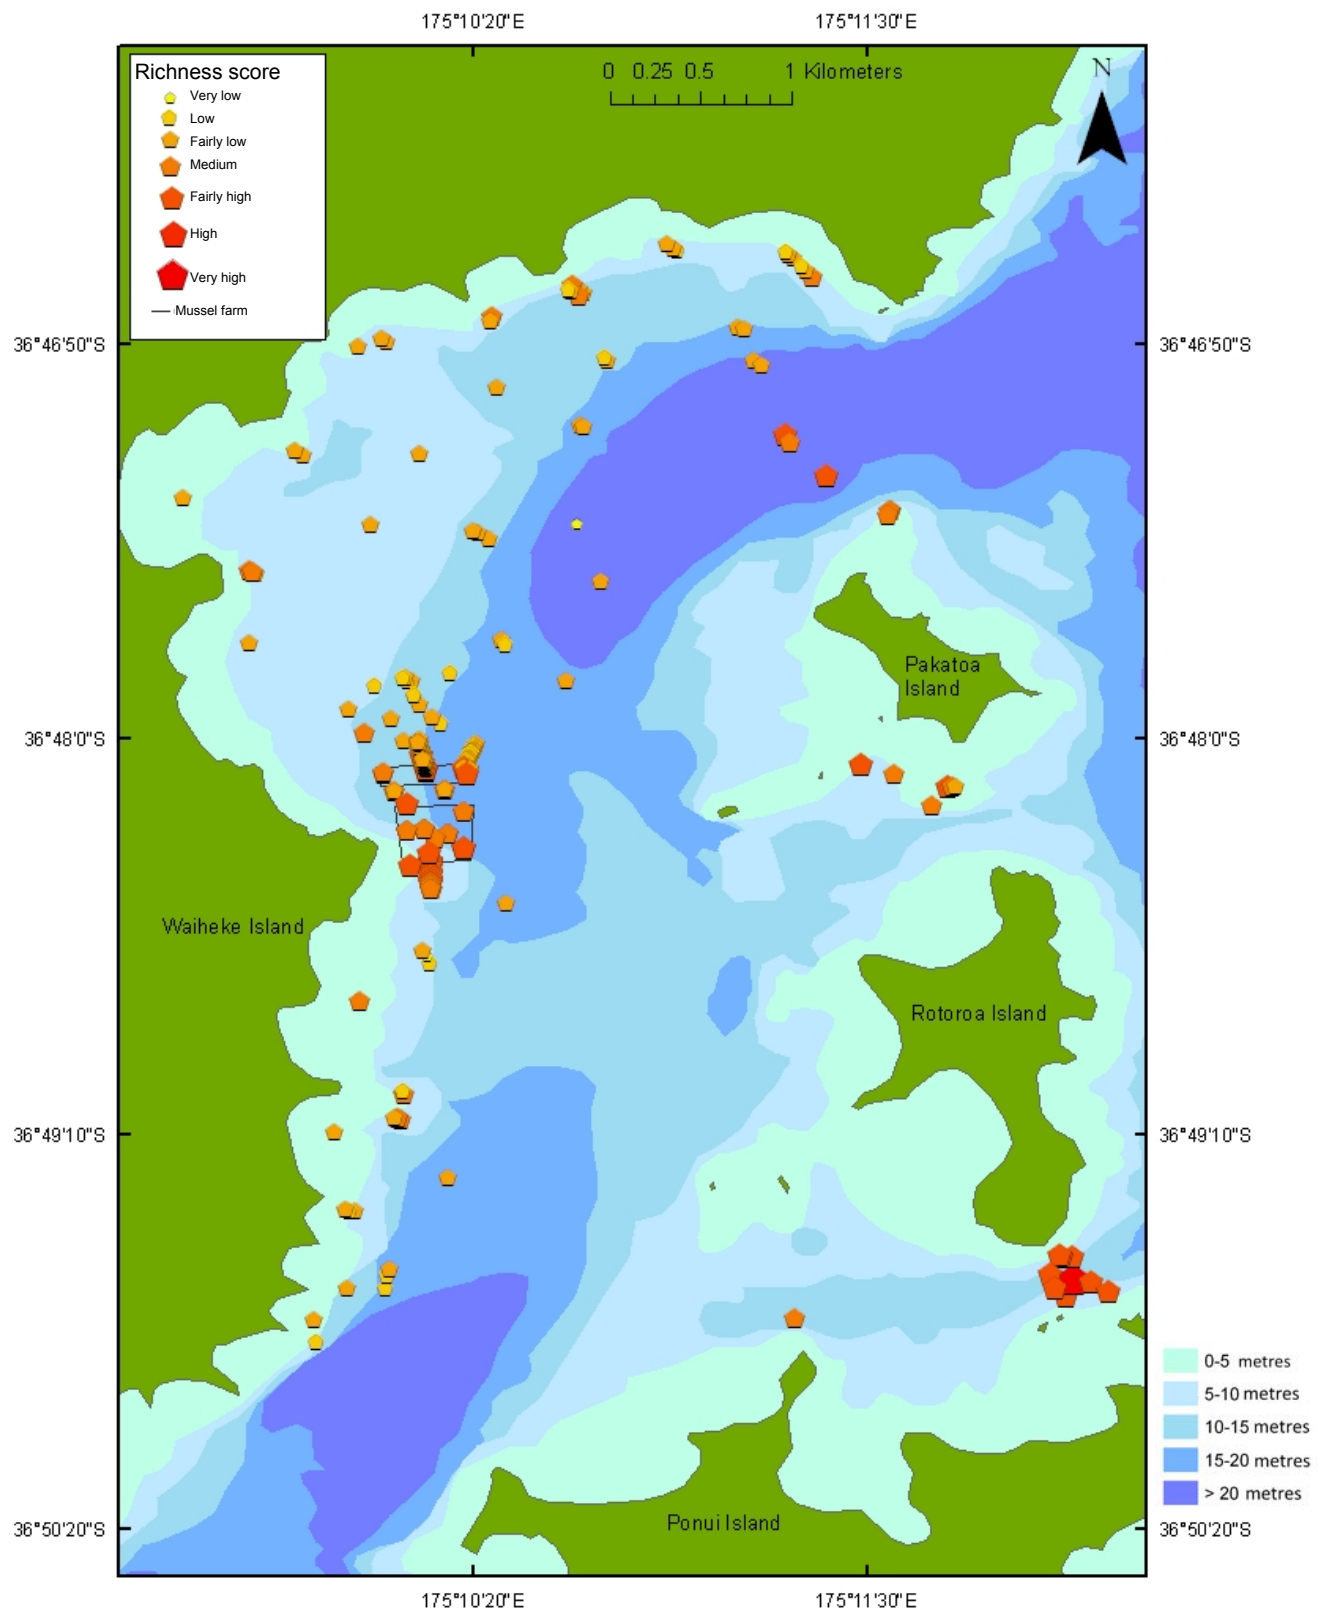 175°10'20"E
175°11'30"E
Richness score
Very low
Low
Fairly low
Medium
Fairly high
High
Very high
Mussel farm
0 0.25 0.5 1 Kilometers
N
36°46'50"S
36°46'50"S
Pakatoa
Island
36°48'0"S
36°48'0"S
Waiheke Island
Rotoroa Island
36°49'10"S
36°49'10"S
0-5 metres
5-10 metres
10-15 metres
15-20 metres
> 20 metres
Ponui Island
36°50'20"S
36°50'20"S
175°10'20"E
175°11'30"E